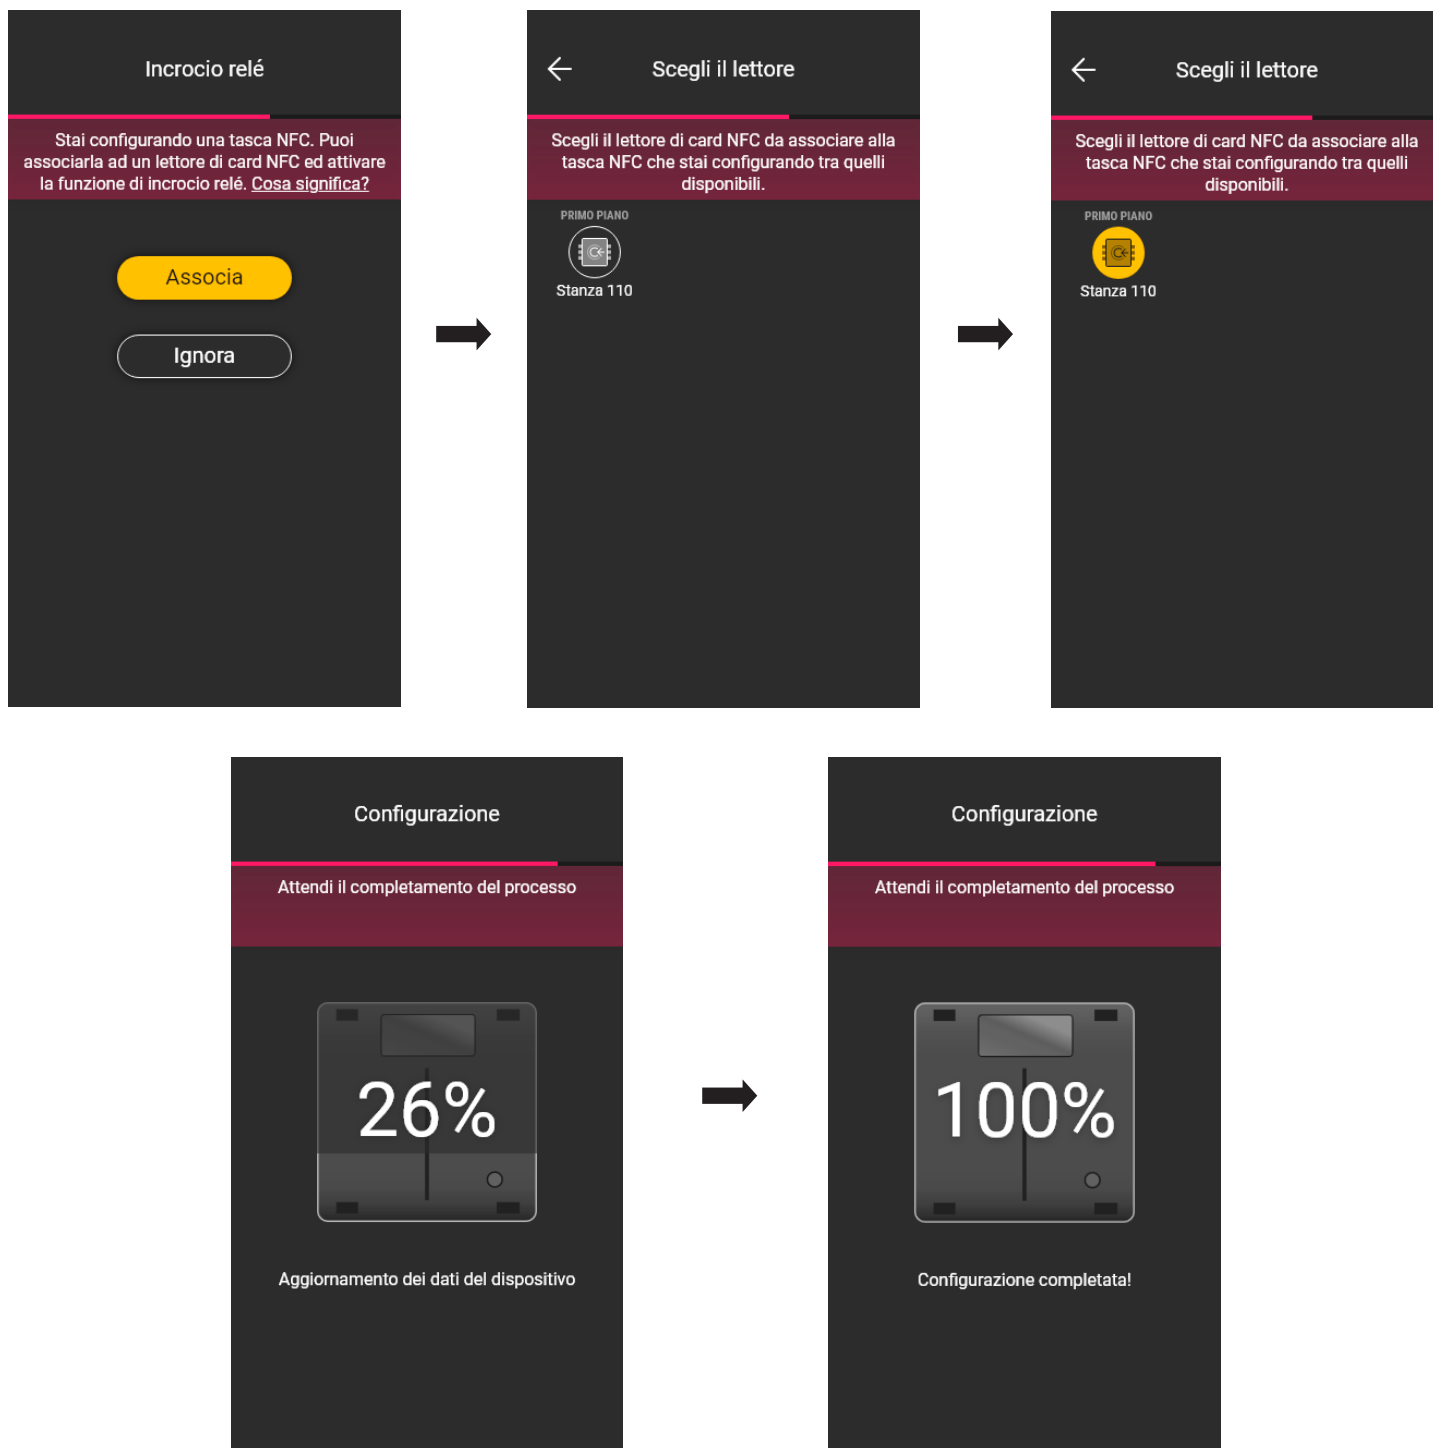 Incrocio relé
Stai configurando una tasca NFC. Puoi
associarla ad un lettore di card NFC ed attivare
la funzione di incrocio relé. Cosa significa?
Associa
Ignora
Scegli il lettore
Scegli il lettore di card NFC da associare alla
tasca NFC che stai configurando tra quelli
disponibili.
PRIMO PIANO
Stanza 110
Scegli il lettore
Scegli il lettore di card NFC da associare alla
tasca NFC che stai configurando tra quelli
disponibili.
PRIMO PIANO
Stanza 110
Configurazione
Attendi il completamento del processo
26%
Aggiornamento dei dati del dispositivo
Configurazione
Attendi il completamento del processo
100%
Configurazione completata!